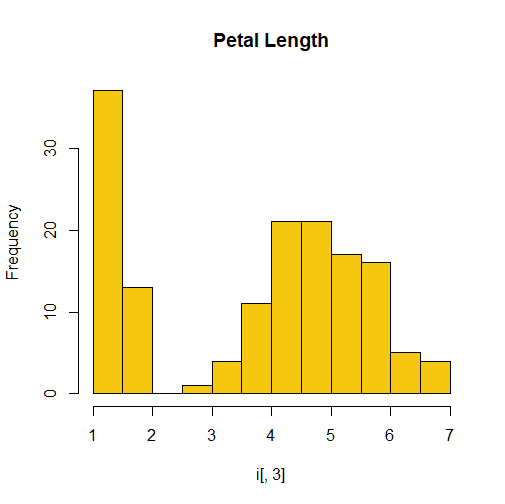 Petal Length
Frequency
30
20
10
0
1 2 3 4 5 6 7
i[, 3]